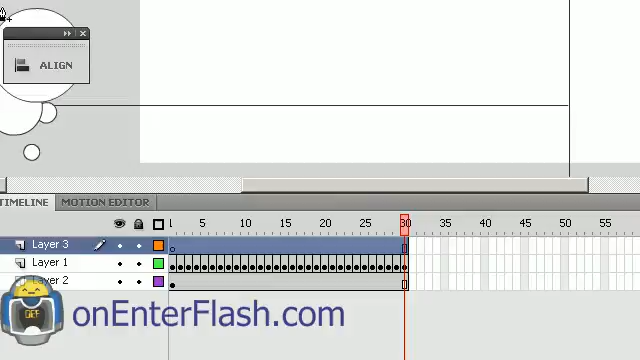 ALIGN
TIMELINE MOTION EDITOR
1 5 10 15 20 25 30 35 40 45 50 55
Layer 3
Layer 1
Layer 2
DEF
onEnterFlash.com